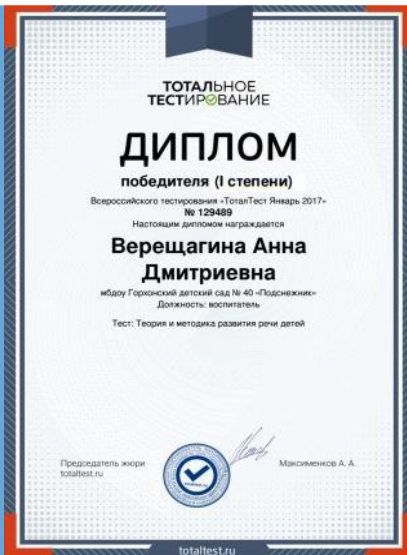 ТОТАЛЬНОЕ
ТЕСТИРОВАНИЕ
ДИПЛОМ
победителя (I степени)
Всероссийского тестирования «ТоталТест Январь 2017»
№ 129489
Настоящим дипломом награждается
Верещагина Анна
Дмитриевна
мбдоу Горхонский детский сад № 40 «Подснежник»
Должность: воспитатель
Тест: Теория и методика развития речи детей
Председатель жюри
totaltest.ru
Максименков А. А.
totaltest.ru